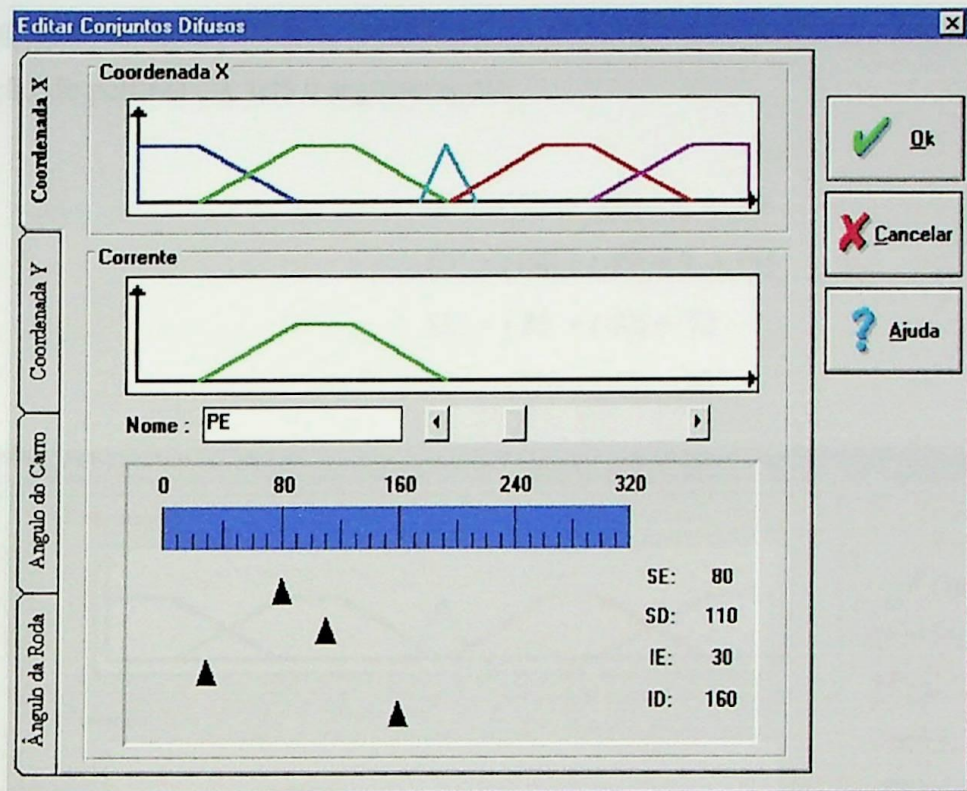 Editar Conjuntos Difusos
Coordenada X
Coordenada Y
Ângulo do Carro
Ângulo da Roda
Coordenada X
Corrente
Nome : PE
0 80 160 240 320
SE: 80
SD: 110
IE: 30
ID: 160
Ok
Cancelar
Ajuda